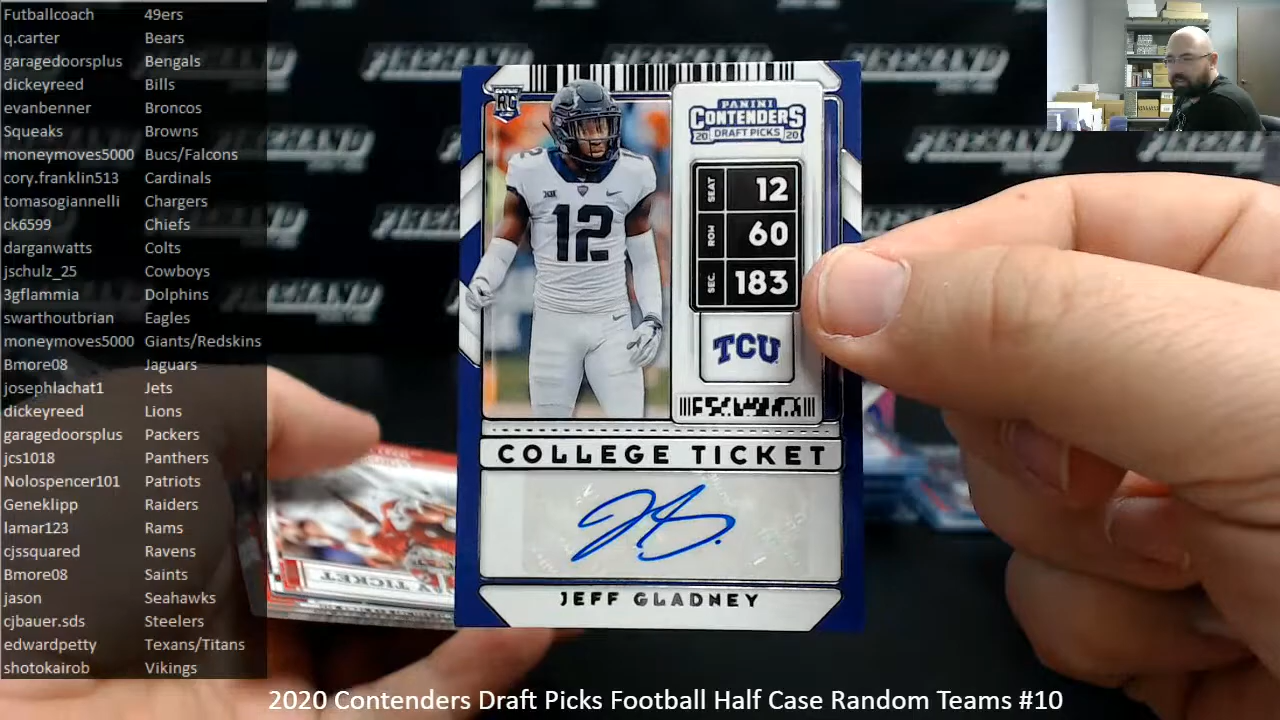 Futballcoach 49ers
q.carter Bears
garagedoorsplus Bengals
dickeyreed Bills
evanbenner Broncos
Squeaks Browns
moneymoves5000 Bucs/Falcons
cory.franklin513 Cardinals
tomasogiannelli Chargers
ck6599 Chiefs
darganwatts Colts
jschulz_25 Cowboys
3gflammia Dolphins
swarthoutbrian Eagles
moneymoves5000 Giants/Redskins
Bmore08 Jaguars
josephlachat1 Jets
dickeyreed Lions
garagedoorsplus Packers
jcs1018 Panthers
Nolospencer101 Patriots
Geneklipp Raiders
lamar123 Rams
cjssquared Ravens
Bmore08 Saints
jason Seahawks
cjbauer.sds Steelers
edwardpetty Texans/Titans
shotokairob Vikings
RC
12
PANINI
CONTENDERS
20 DRAFT PICKS 20
SEAT 12
ROW 60
SEC. 183
TCU
COLLEGE TICKET
JEFF GLADNEY
TICKET
FIREHAND
2020 Contenders Draft Picks Football Half Case Random Teams #10